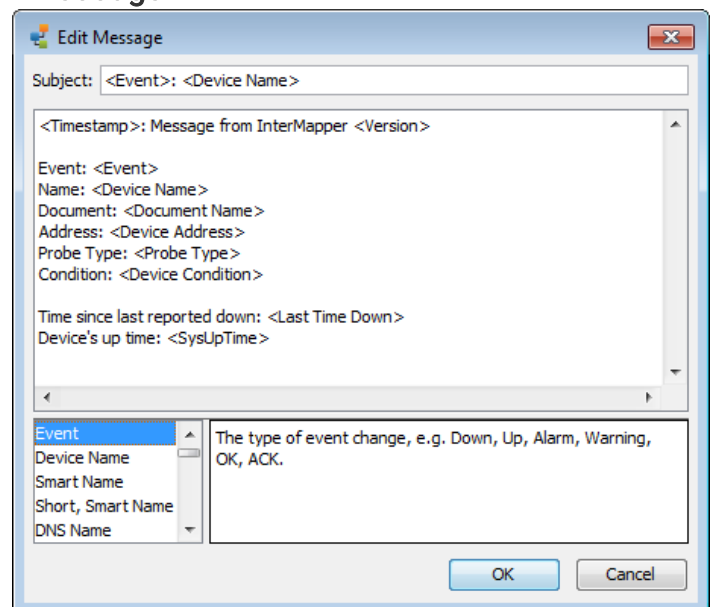 Edit Message
Subject: <Event>: <Device Name>
<Timestamp>: Message from InterMapper <Version>
Event: <Event>
Name: <Device Name>
Document: <Document Name>
Address: <Device Address>
Probe Type: <Probe Type>
Condition: <Device Condition>
Time since last reported down: <Last Time Down>
Device's up time: <SysUpTime>
Event
Device Name
Smart Name
Short, Smart Name
DNS Name
The type of event change, e.g. Down, Up, Alarm, Warning,
OK, ACK.
OK Cancel